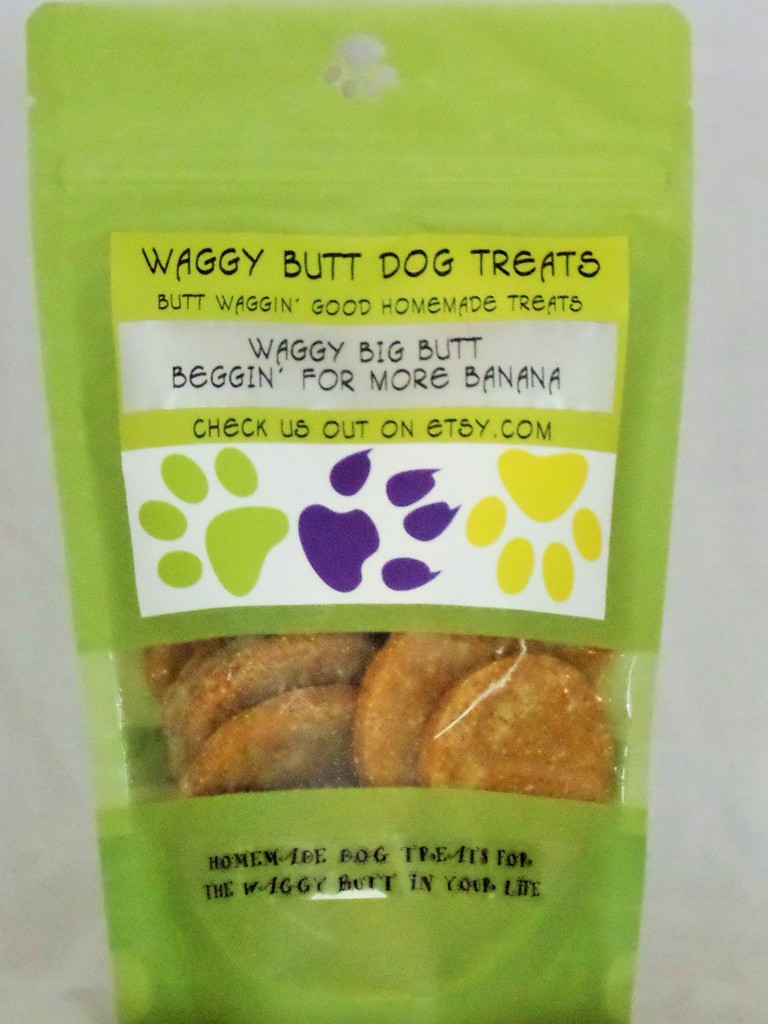 WAGGY BUTT DOG TREATS
BUTT WAGGIN' GOOD HOMEMADE TREATS
WAGGY BIG BUTT
BEGGIN' FOR MORE BANANA
CHECK US OUT ON ETSY.COM
HOMEMADE DOG TREATS FOR
THE WAGGY BUTT IN YOUR LIFE